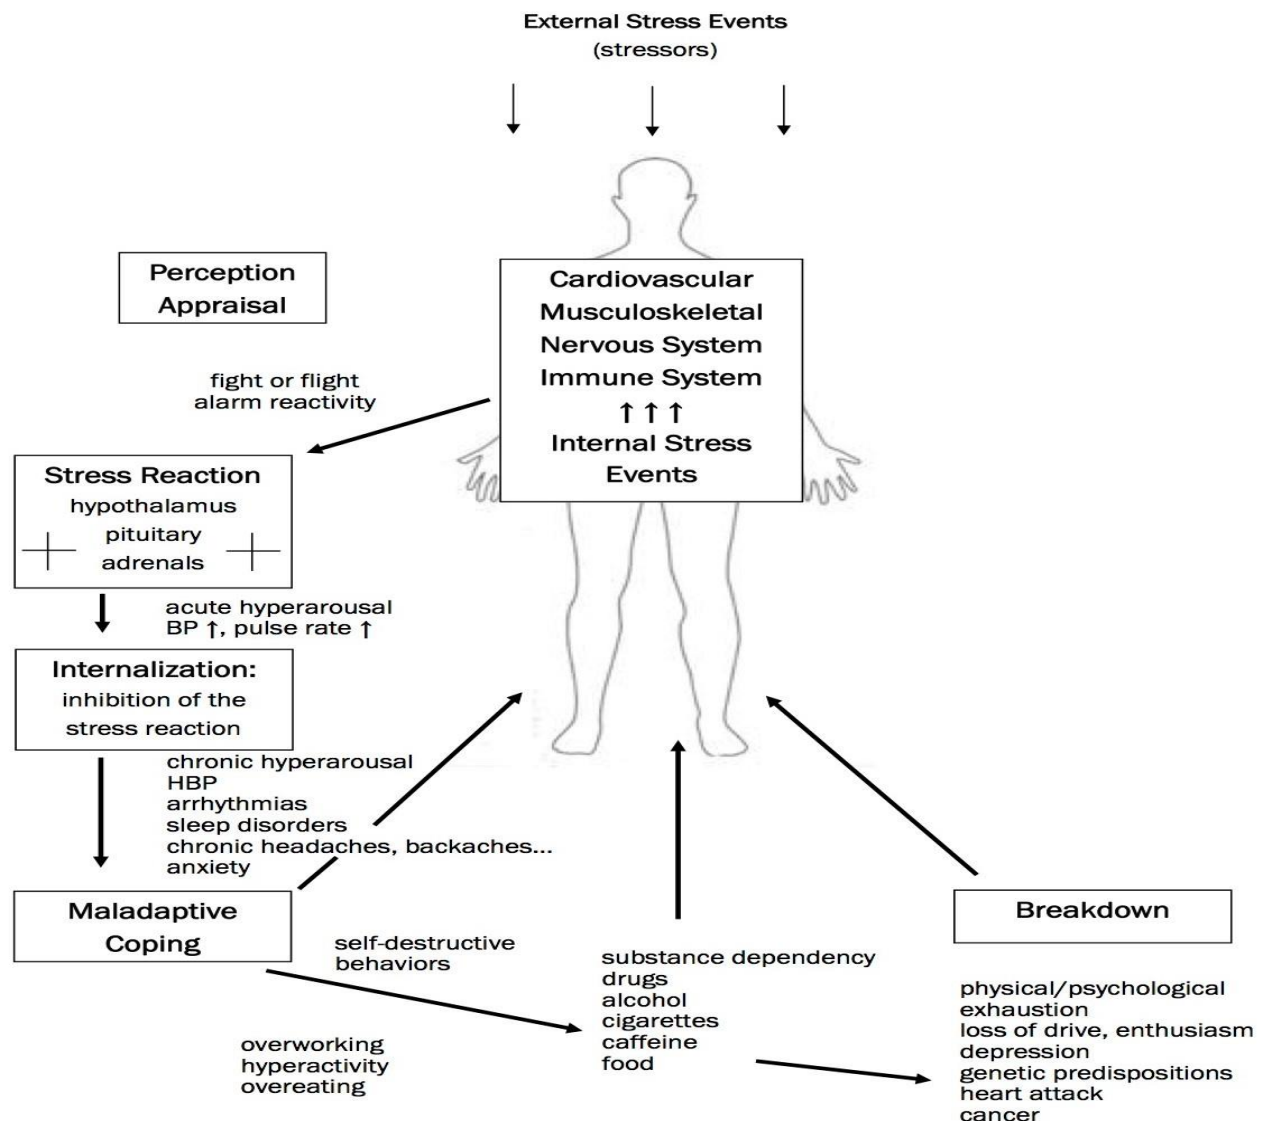 External Stress Events
(stressors)
Perception
Appraisal
Cardiovascular
Musculoskeletal
Nervous System
Immune System
↑ ↑ ↑
Internal Stress
Events
fight or flight
alarm reactivity
Stress Reaction
hypothalamus
pituitary
adrenals
acute hyperarousal
BP ↑, pulse rate ↑
Internalization:
inhibition of the
stress reaction
chronic hyperarousal
HBP
arrhythmias
sleep disorders
chronic headaches, backaches...
anxiety
Maladaptive
Coping
self-destructive
behaviors
overworking
hyperactivity
overeating
substance dependency
drugs
alcohol
cigarettes
caffeine
food
Breakdown
physical/psychological
exhaustion
loss of drive, enthusiasm
depression
genetic predispositions
heart attack
cancer